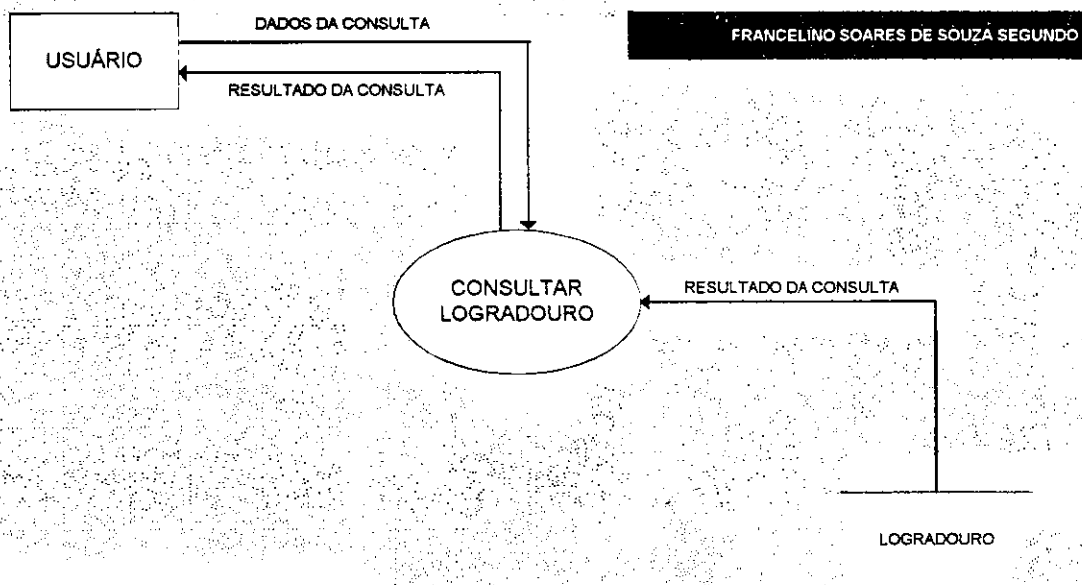 DADOS DA CONSULTA
FRANCELINO SOARES DE SOUZA SEGUNDO
USUÁRIO
RESULTADO DA CONSULTA
CONSULTAR
LOGRADOURO
RESULTADO DA CONSULTA
LOGRADOURO